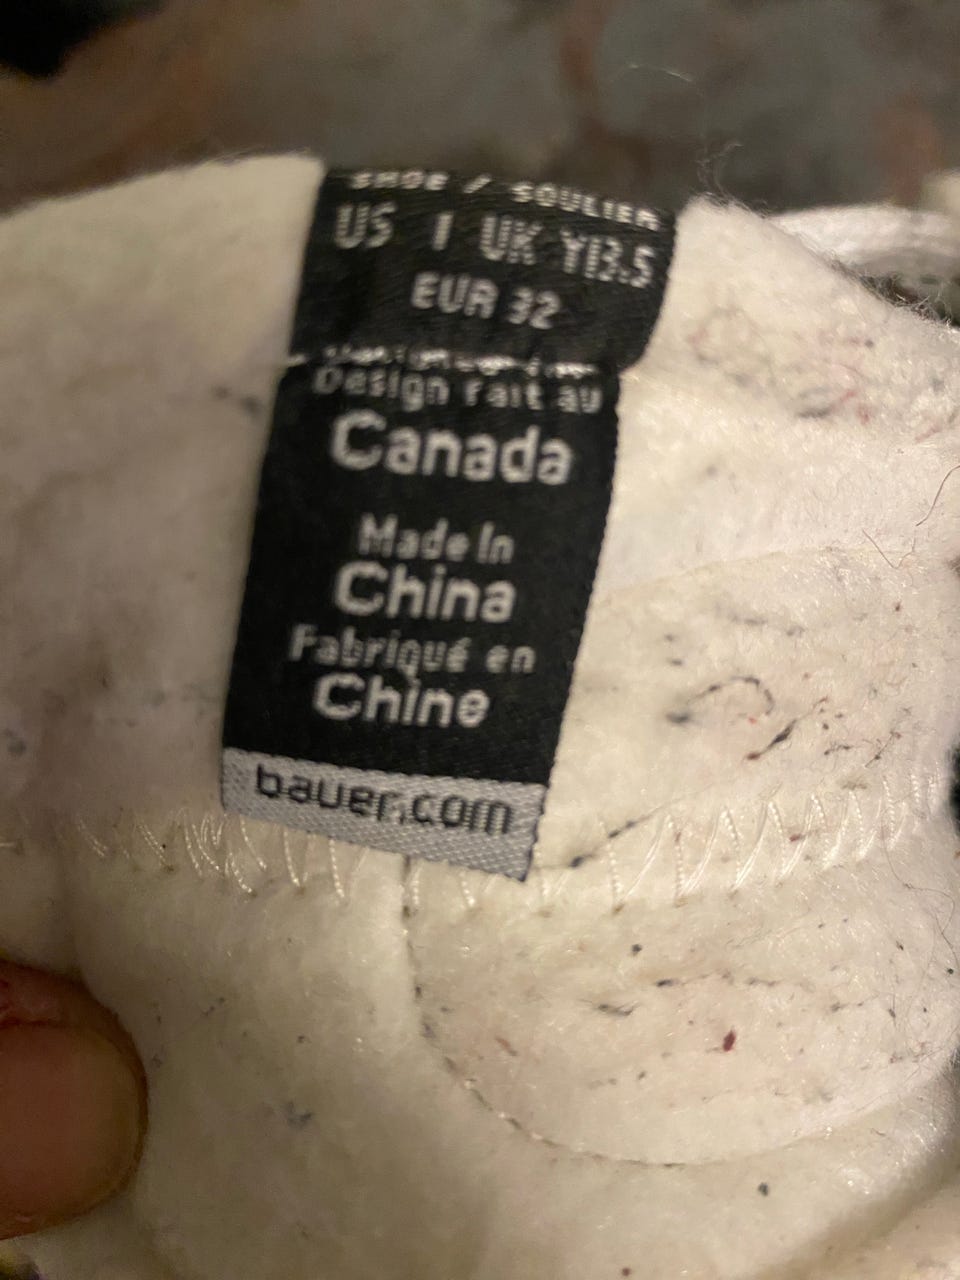 SHOE / SOULIER
US 1 UK Y13.5
EUR 32
Design fait au
Canada
Made In
China
Fabriqué en
Chine
bauer.com